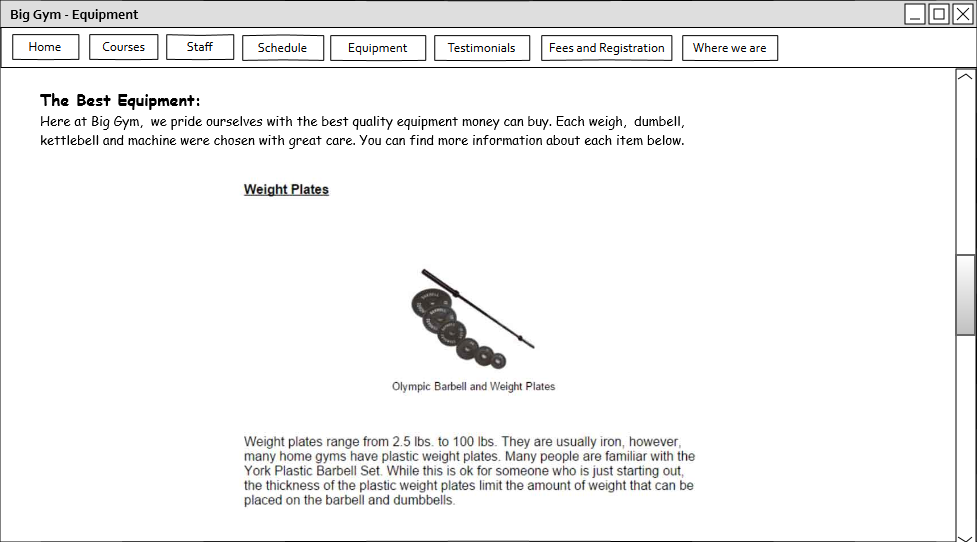 Big Gym - Equipment
Home Courses Staff Schedule Equipment Testimonials Fees and Registration Where we are
The Best Equipment:
Here at Big Gym, we pride ourselves with the best quality equipment money can buy. Each weigh, dumbell,
kettlebell and machine were chosen with great care. You can find more information about each item below.
Weight Plates
Olympic Barbell and Weight Plates
Weight plates range from 2.5 lbs. to 100 lbs. They are usually iron, however,
many home gyms have plastic weight plates. Many people are familiar with the
York Plastic Barbell Set. While this is ok for someone who is just starting out,
the thickness of the plastic weight plates limit the amount of weight that can be
placed on the barbell and dumbbells.